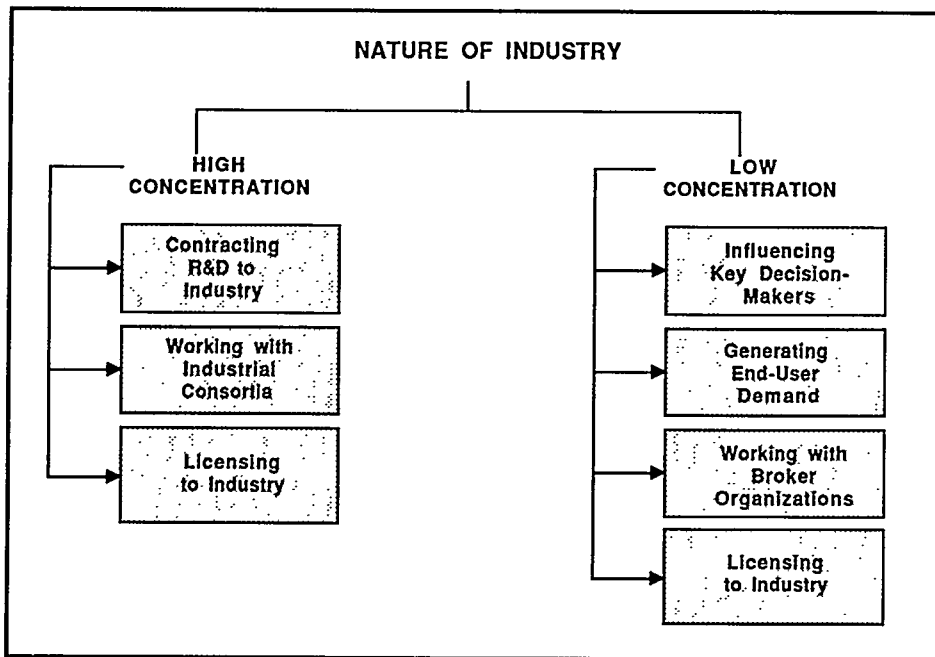 NATURE OF INDUSTRY
HIGH
CONCENTRATION
Contracting
R&D to
Industry
Working with
Industrial
Consortia
Licensing
to Industry
LOW
CONCENTRATION
Influencing
Key Decision-
Makers
Generating
End-User
Demand
Working with
Broker
Organizations
Licensing
to Industry